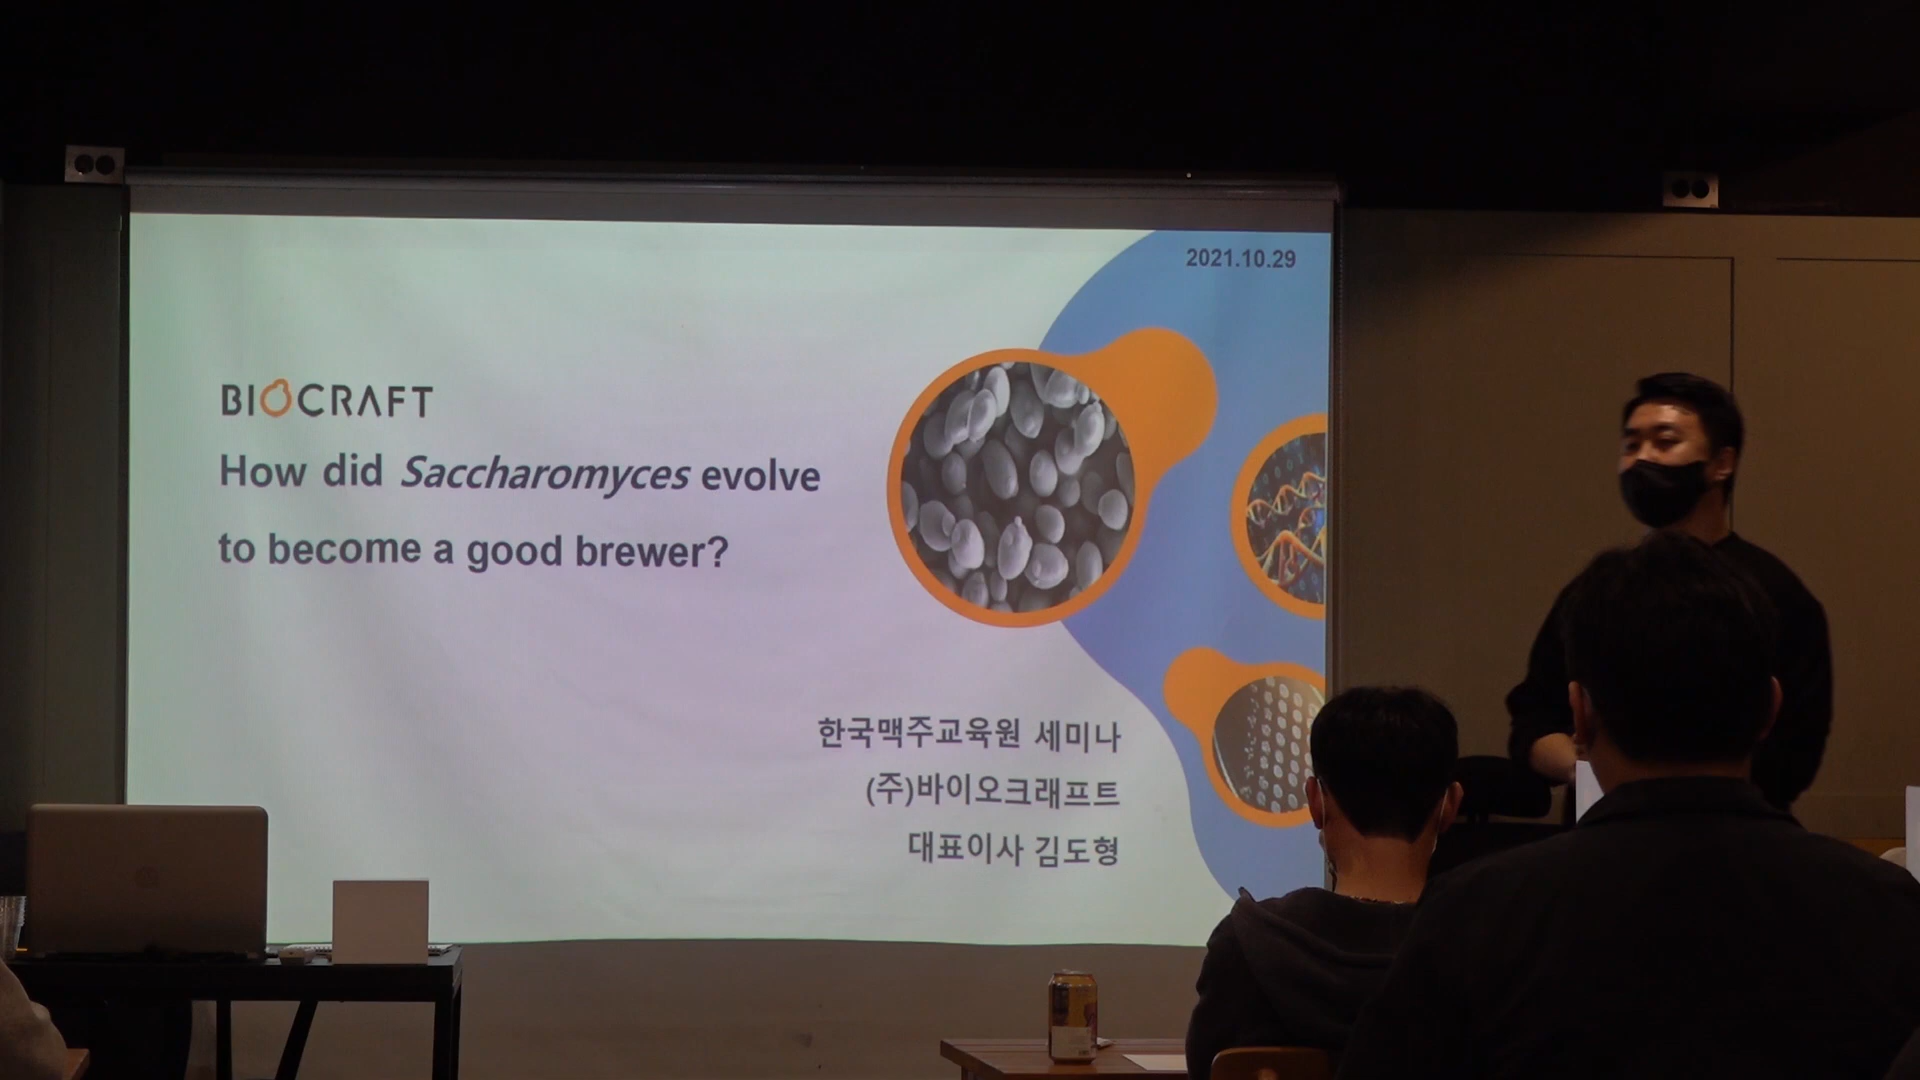 2021.10.29
BIOCRAFT
How did Saccharomyces evolve
to become a good brewer?
한국맥주교육원 세미나
(주)바이오크래프트
대표이사 김도형